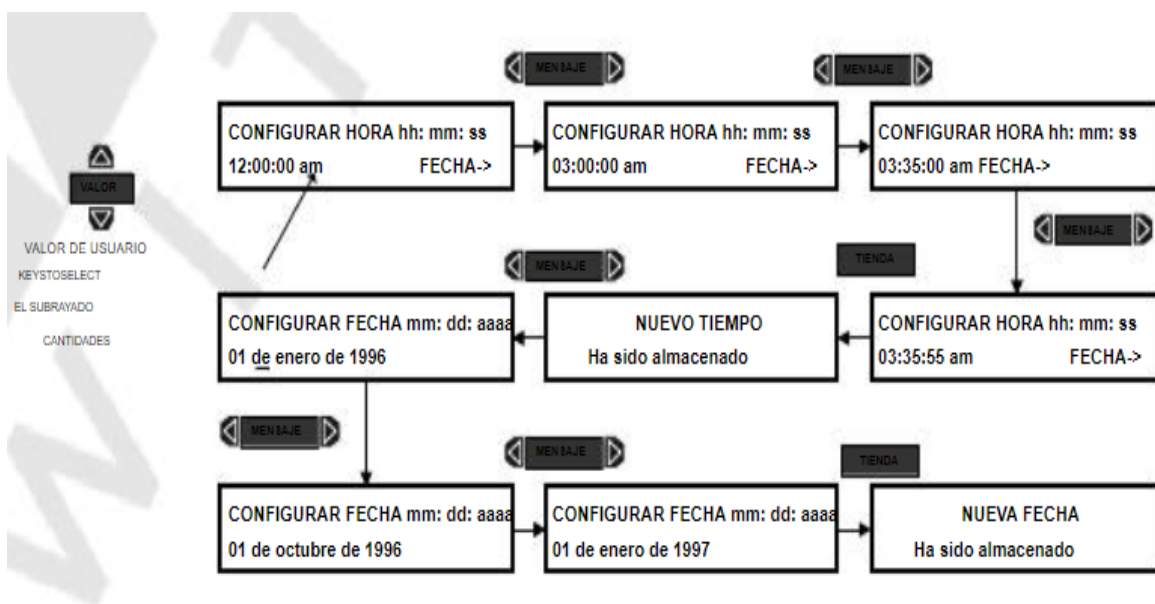 MENSAJE
MENSAJE
CONFIGURAR HORA hh: mm: ss
12:00:00 am FECHA->
CONFIGURAR HORA hh: mm: ss
03:00:00 am FECHA->
CONFIGURAR HORA hh: mm: ss
03:35:00 am FECHA->
VALOR
VALOR DE USUARIO
KEYSTOSELECT
EL SUBRAYADO
CANTIDADES
MENSAJE
MENSAJE
TIENDA
CONFIGURAR FECHA mm: dd: aaaa
01 de enero de 1996
NUEVO TIEMPO
Ha sido almacenado
CONFIGURAR HORA hh: mm: ss
03:35:55 am FECHA->
MENSAJE
MENSAJE
TIENDA
CONFIGURAR FECHA mm: dd: aaaa
01 de octubre de 1996
CONFIGURAR FECHA mm: dd: aaaa
01 de enero de 1997
NUEVA FECHA
Ha sido almacenado